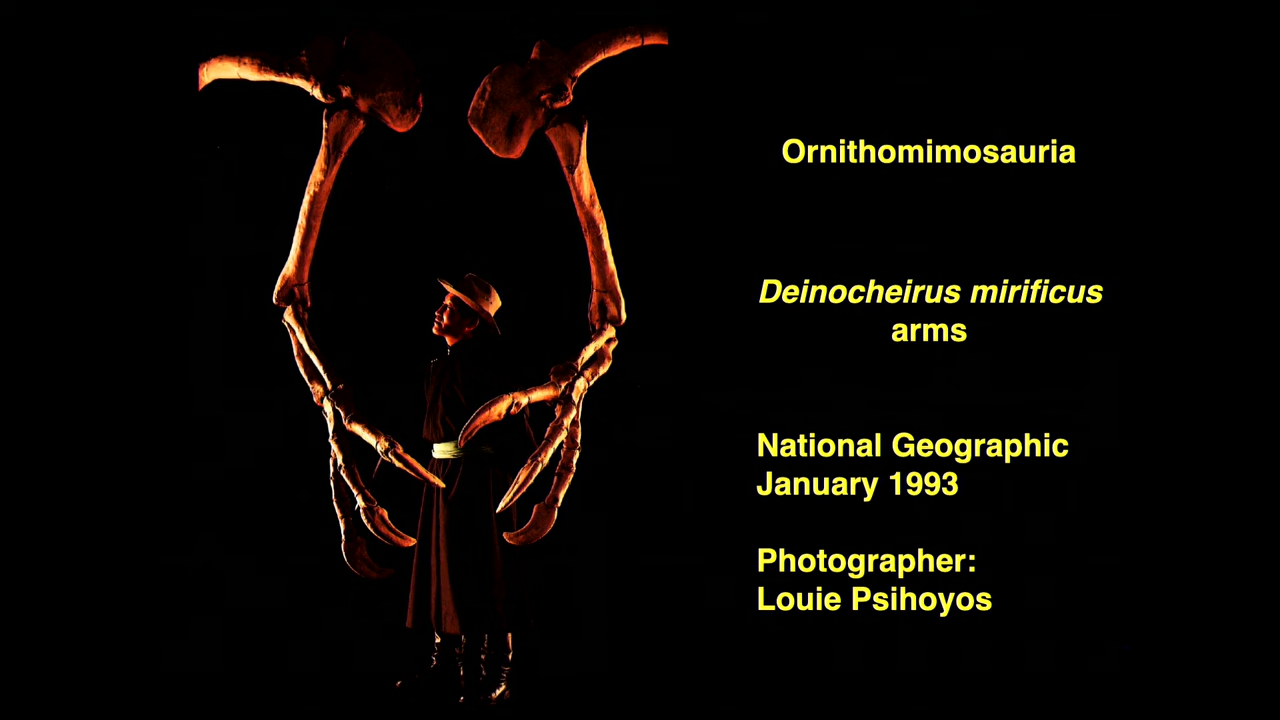 Ornithomimosauria
Deinocheirus mirificus
arms
National Geographic
January 1993
Photographer:
Louie Psihoyos